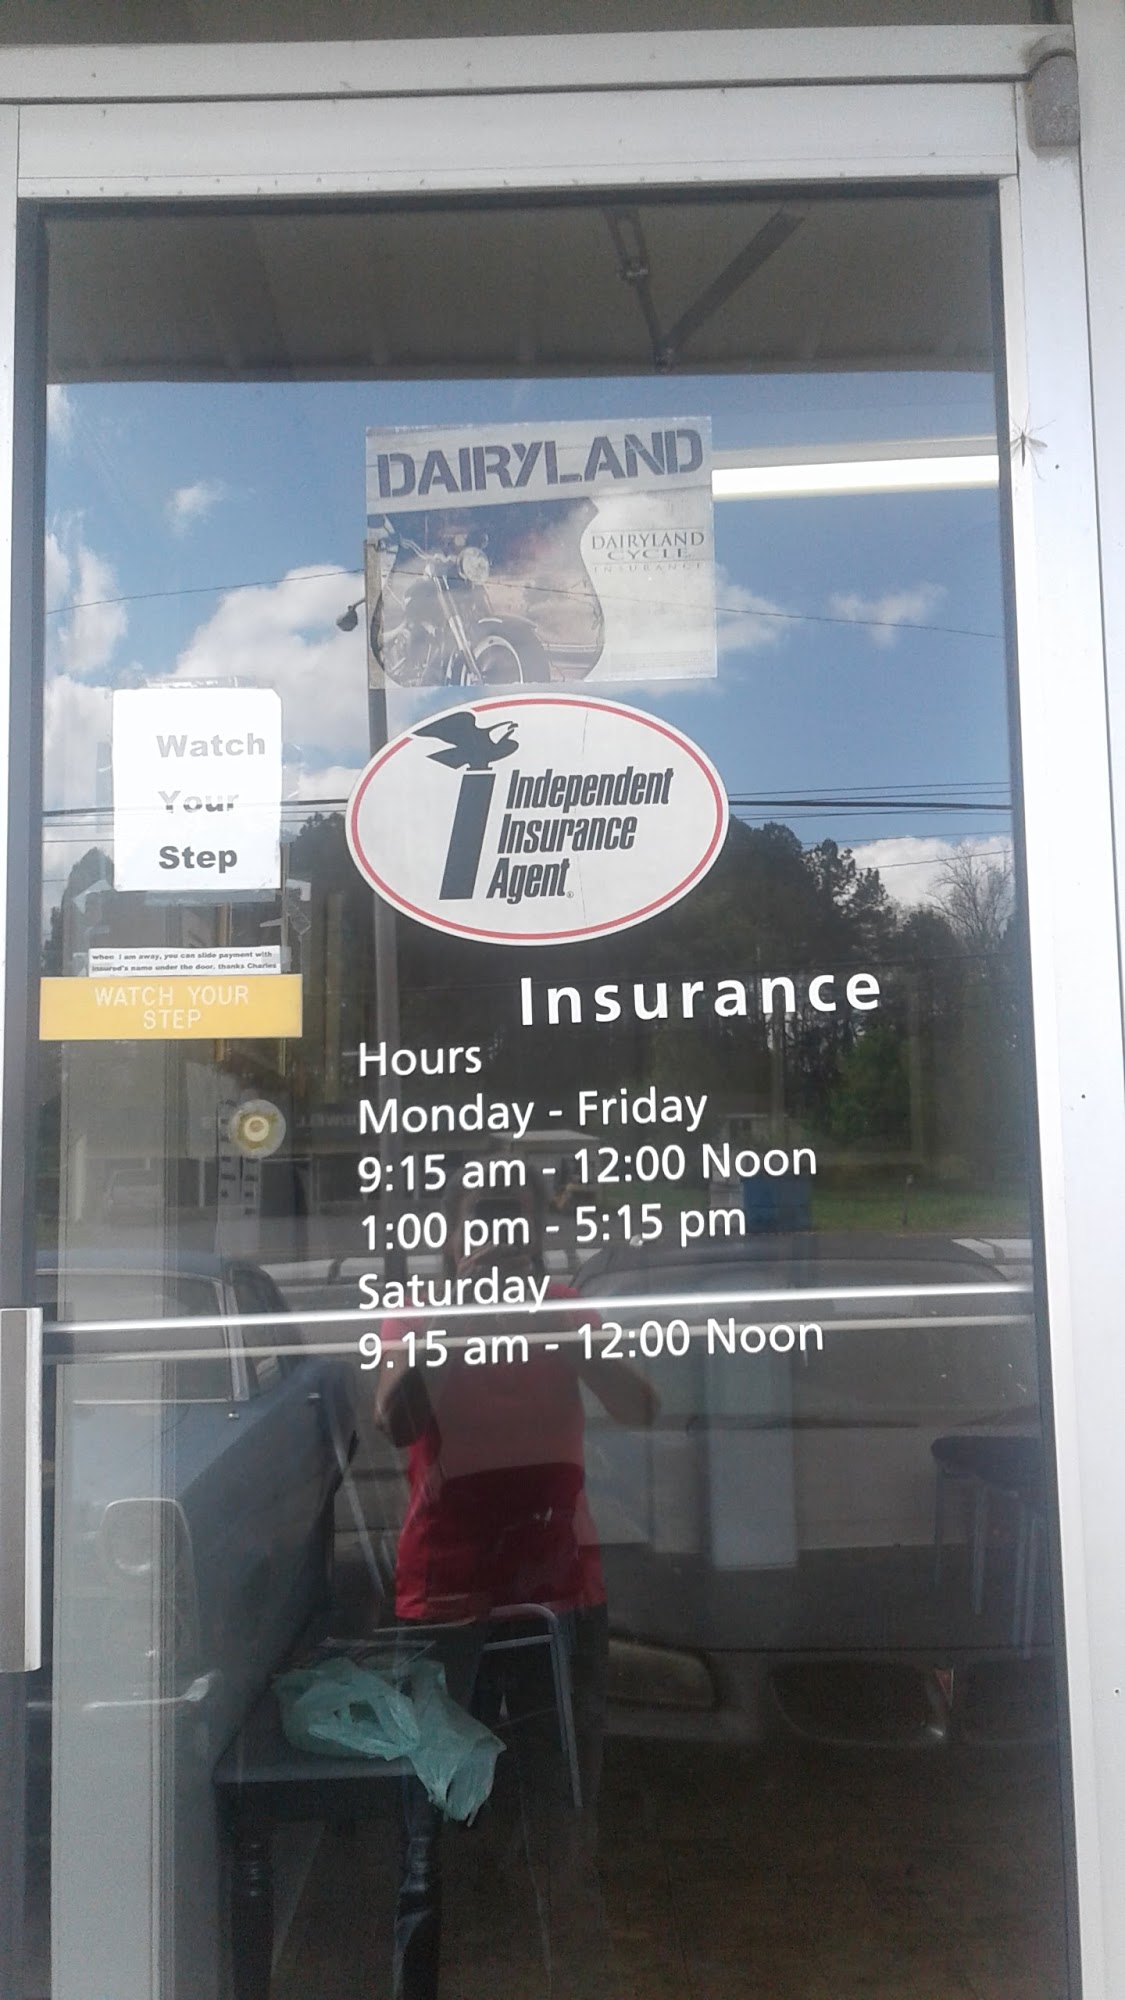 DAIRYLAND
DAIRYLAND
CYCLE
INSURANCE
Watch
Your
Step
Independent
Insurance
Agent
when I am away, you can slide payment with
insured's name under the door. thanks Charles
WATCH YOUR
STEP
Insurance
Hours
Monday - Friday
9:15 am - 12:00 Noon
1:00 pm - 5:15 pm
Saturday
9.15 am - 12:00 Noon